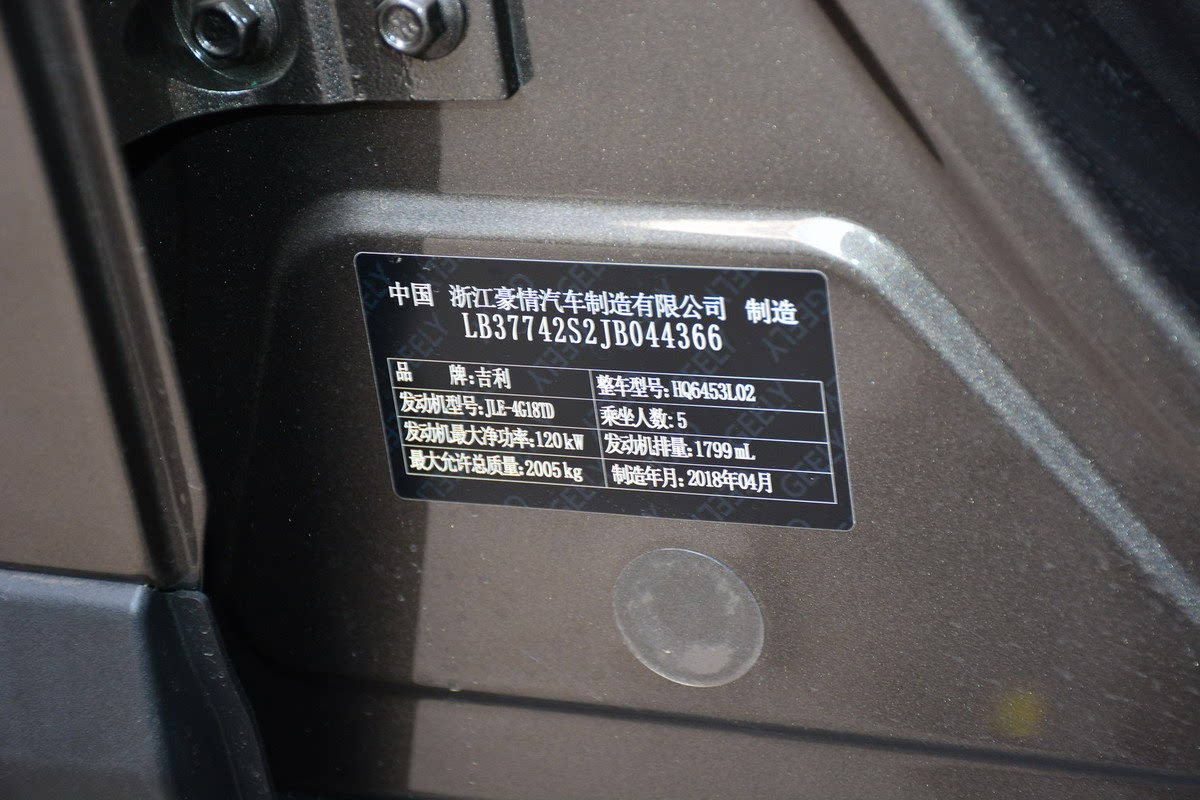 中国 浙江豪情汽车制造有限公司 制造
LB37742S2JB044366
品 牌:吉利 整车型号:HQ6453L02
发动机型号:JLE-4G18TD 乘坐人数:5
发动机最大净功率:120kW 发动机排量:1799mL
最大允许总质量:2005kg 制造年月:2018年04月